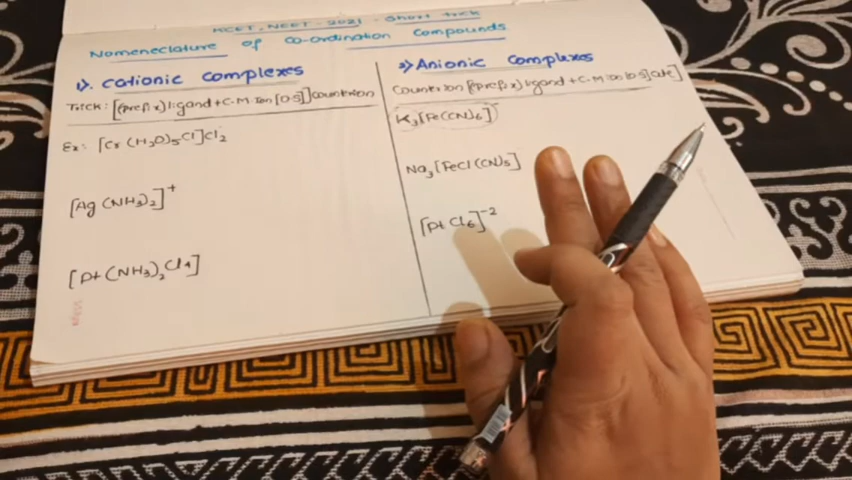 KCET, NEET - 2021 - Short trick
Nomenclature of Co-ordination Compounds
1). Cationic Complexes
Trick: [(prefix) ligand + C.M. Ion [O.S]] Counterion
Ex: [Cr(H₂O)₅Cl]Cl₂
[Ag(NH₃)₂]⁺
[Pt(NH₃)₂Cl₄]
2) Anionic Complexes
Counterion [(prefix) ligand + C.M Ion [O.S] ate]
K₃[Fe(CN)₆]
Na₃[FeCl(CN)₅]
[PtCl₆]⁻²